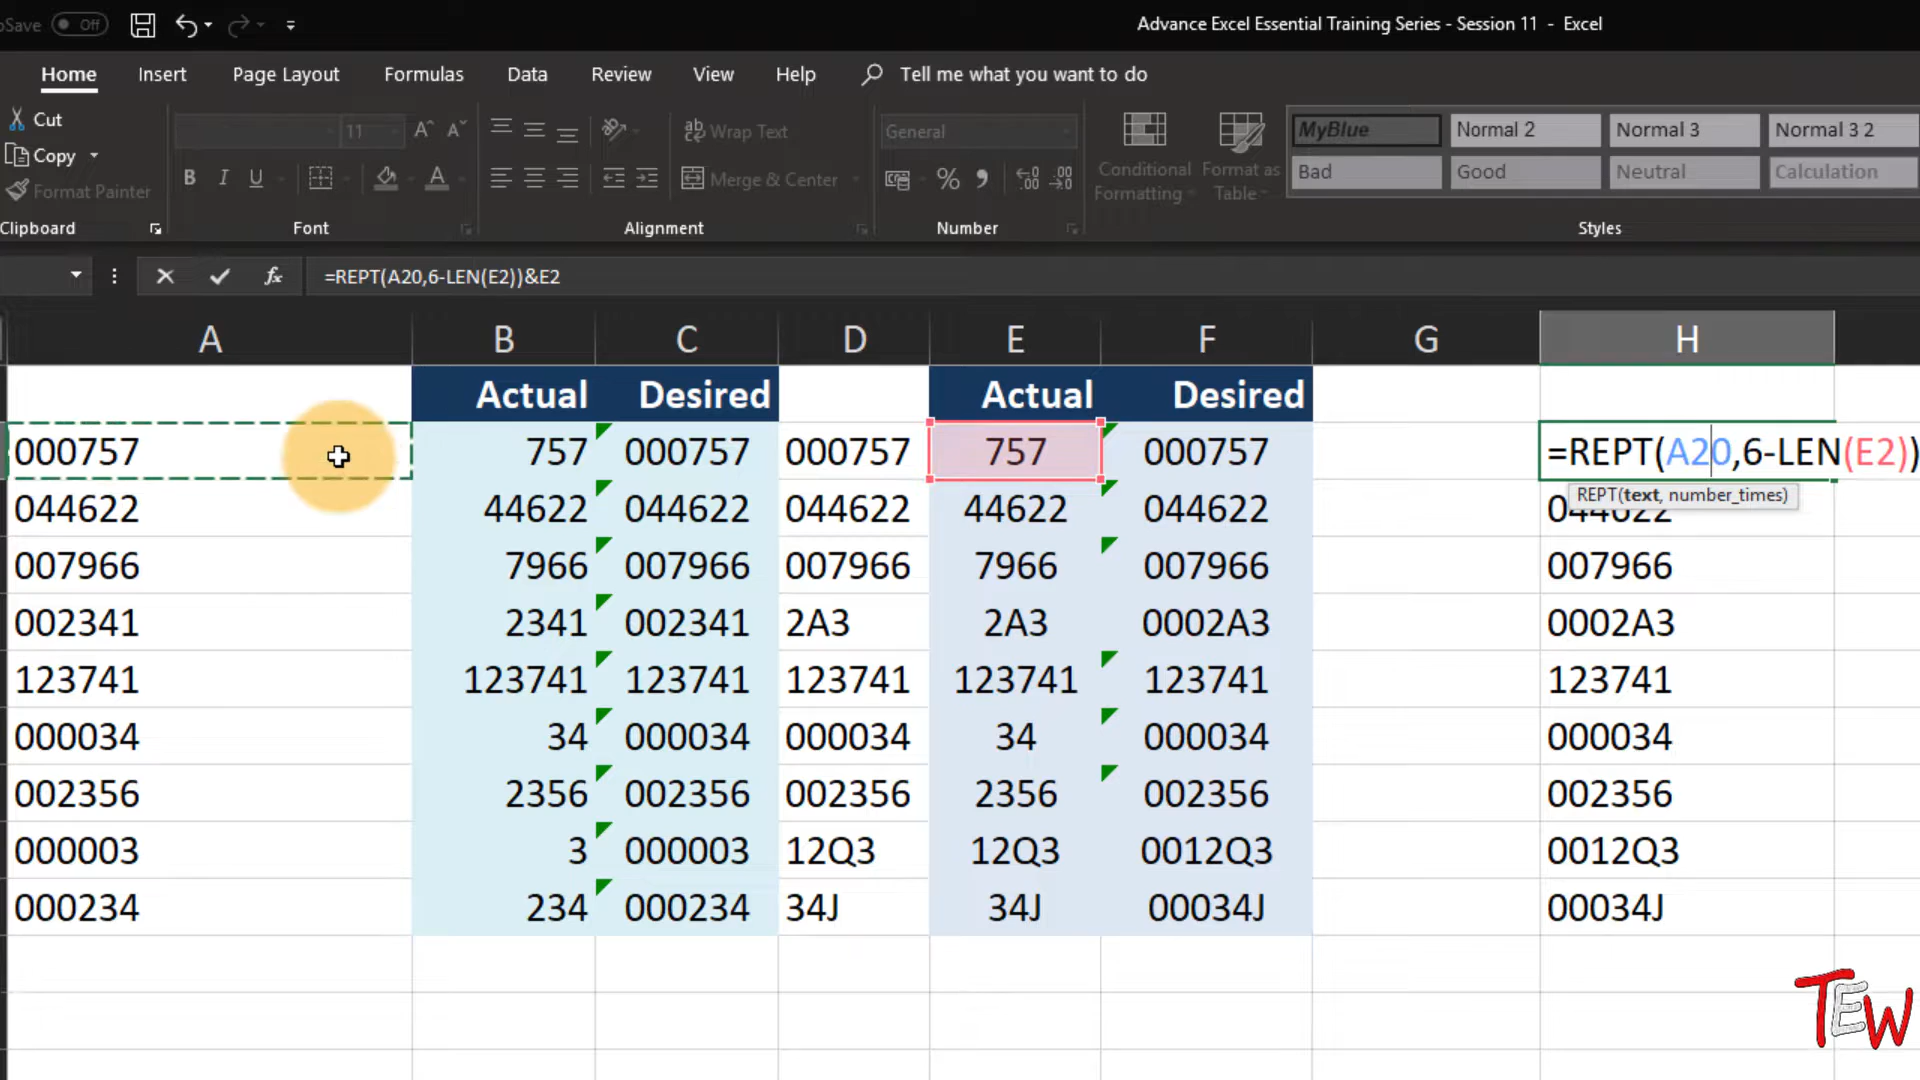 oSave Off
Advance Excel Essential Training Series - Session 11 - Excel
Home Insert Page Layout Formulas Data Review View Help Tell me what you want to do
Cut
Copy
Format Painter
Clipboard
11
B I U
Font
Wrap Text
Merge & Center
Alignment
General
Number
Conditional Formatting
Format as Table
MyBlue Normal 2 Normal 3 Normal 3 2
Bad Good Neutral Calculation
Styles
fx =REPT(A20,6-LEN(E2))&E2
A B C D E F G H
Actual Desired Actual Desired
000757 757 000757 000757 757 000757 =REPT(A20,6-LEN(E2))
REPT(text, number_times)
044622 44622 044622 044622 44622 044622 044622
007966 7966 007966 007966 7966 007966 007966
002341 2341 002341 2A3 2A3 0002A3 0002A3
123741 123741 123741 123741 123741 123741 123741
000034 34 000034 000034 34 000034 000034
002356 2356 002356 002356 2356 002356 002356
000003 3 000003 12Q3 12Q3 0012Q3 0012Q3
000234 234 000234 34J 34J 00034J 00034J
TEW